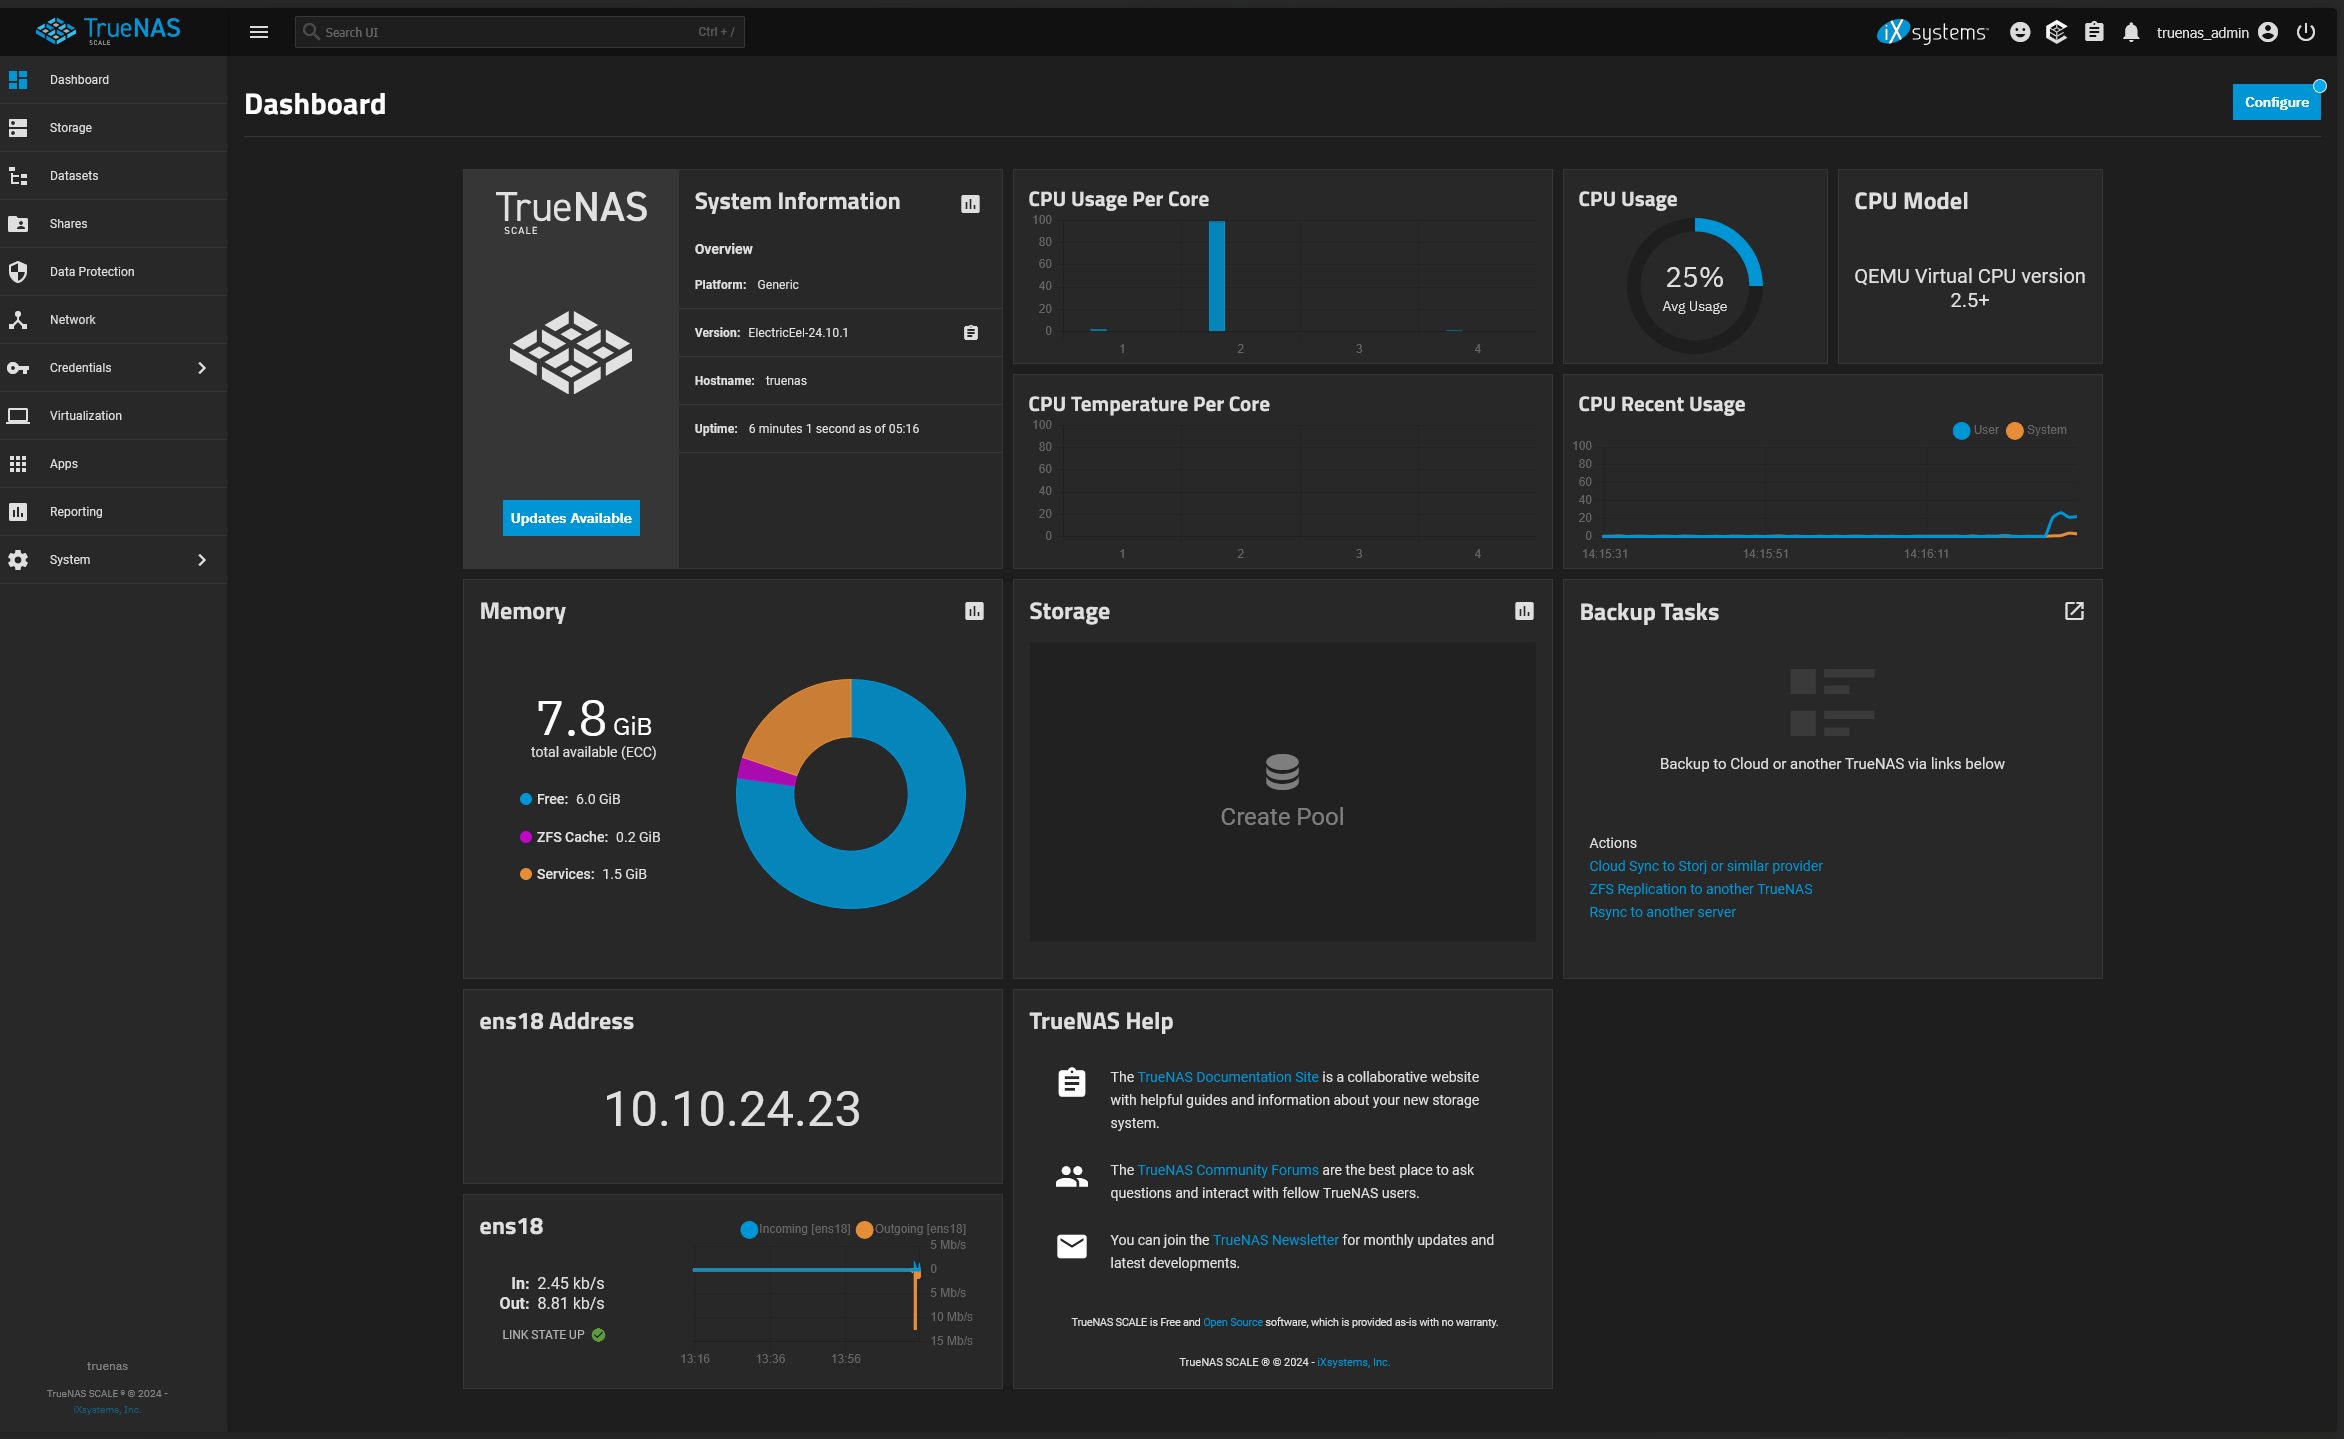 TrueNAS
SCALE
Search UI
Ctrl + /
iXsystems
truenas_admin
Dashboard
Storage
Datasets
Shares
Data Protection
Network
Credentials
Virtualization
Apps
Reporting
System
truenas
TrueNAS SCALE ® © 2024 -
iXsystems, Inc.
Dashboard
Configure
TrueNAS
SCALE
Updates Available
System Information
Overview
Platform: Generic
Version: ElectricEel-24.10.1
Hostname: truenas
Uptime: 6 minutes 1 second as of 05:16
CPU Usage Per Core
100
80
60
40
20
0
1 2 3 4
CPU Usage
25%
Avg Usage
CPU Model
QEMU Virtual CPU version
2.5+
CPU Temperature Per Core
100
80
60
40
20
0
1 2 3 4
CPU Recent Usage
User System
100
80
60
40
20
0
14:15:31 14:15:51 14:16:11
Memory
7.8 GiB
total available (ECC)
Free: 6.0 GiB
ZFS Cache: 0.2 GiB
Services: 1.5 GiB
Storage
Create Pool
Backup Tasks
Backup to Cloud or another TrueNAS via links below
Actions
Cloud Sync to Storj or similar provider
ZFS Replication to another TrueNAS
Rsync to another server
ens18 Address
10.10.24.23
ens18
Incoming [ens18] Outgoing [ens18]
In: 2.45 kb/s
Out: 8.81 kb/s
LINK STATE UP
5 Mb/s
0
5 Mb/s
10 Mb/s
15 Mb/s
13:16 13:36 13:56
TrueNAS Help
The TrueNAS Documentation Site is a collaborative website
with helpful guides and information about your new storage
system.
The TrueNAS Community Forums are the best place to ask
questions and interact with fellow TrueNAS users.
You can join the TrueNAS Newsletter for monthly updates and
latest developments.
TrueNAS SCALE is Free and Open Source software, which is provided as-is with no warranty.
TrueNAS SCALE ® © 2024 - iXsystems, Inc.